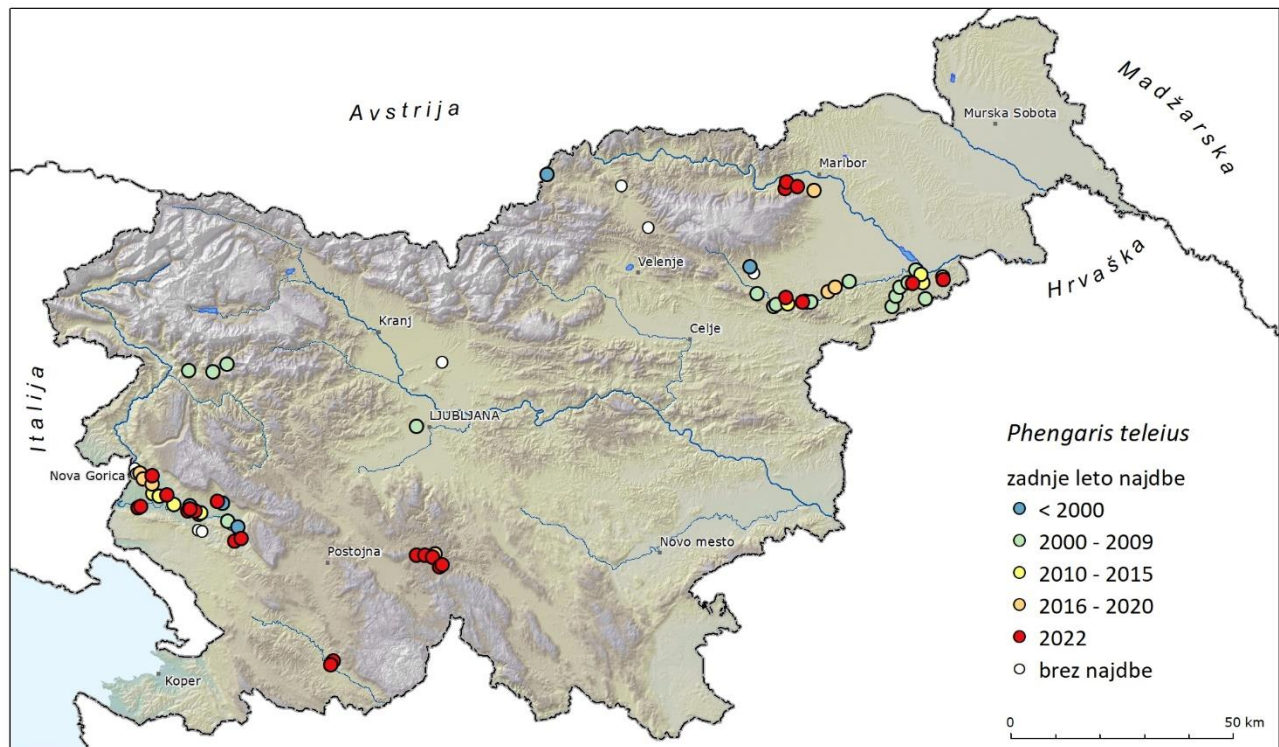 Avstrija
Madžarska
Murska Sobota
Maribor
Velenje
Hrvaška
Kranj
Celje
Italija
LJUBLJANA
Nova Gorica
Postojna
Novo mesto
Koper
Phengaris teleius
zadnje leto najdbe
< 2000
2000 - 2009
2010 - 2015
2016 - 2020
2022
brez najdbe
0 50 km